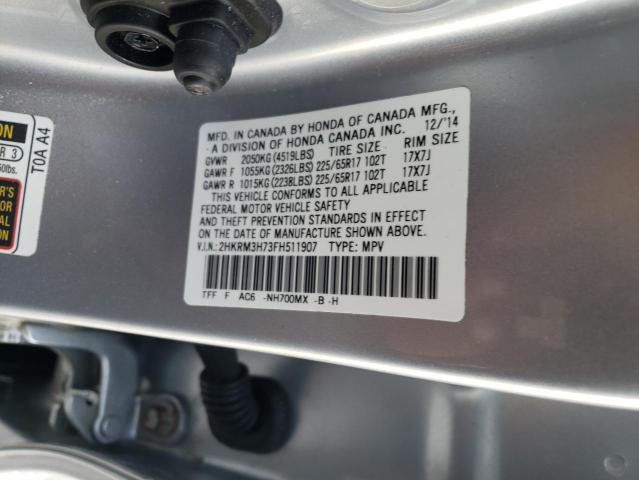 MFD. IN CANADA BY HONDA OF CANADA MFG.,
A DIVISION OF HONDA CANADA INC. 12/'14
GVWR 2050KG(4519LBS) TIRE SIZE RIM SIZE
GAWR F 1055KG(2326LBS) 225/65R17 102T 17X7J
GAWR R 1015KG(2238LBS) 225/65R17 102T 17X7J
THIS VEHICLE CONFORMS TO ALL APPLICABLE
FEDERAL MOTOR VEHICLE SAFETY
AND THEFT PREVENTION STANDARDS IN EFFECT
ON THE DATE OF MANUFACTURE SHOWN ABOVE.
V.I.N.: 2HKRM3H73FH511907 TYPE: MPV
TFF F AC6 -NH700MX -B -H
T0A A4
R 3